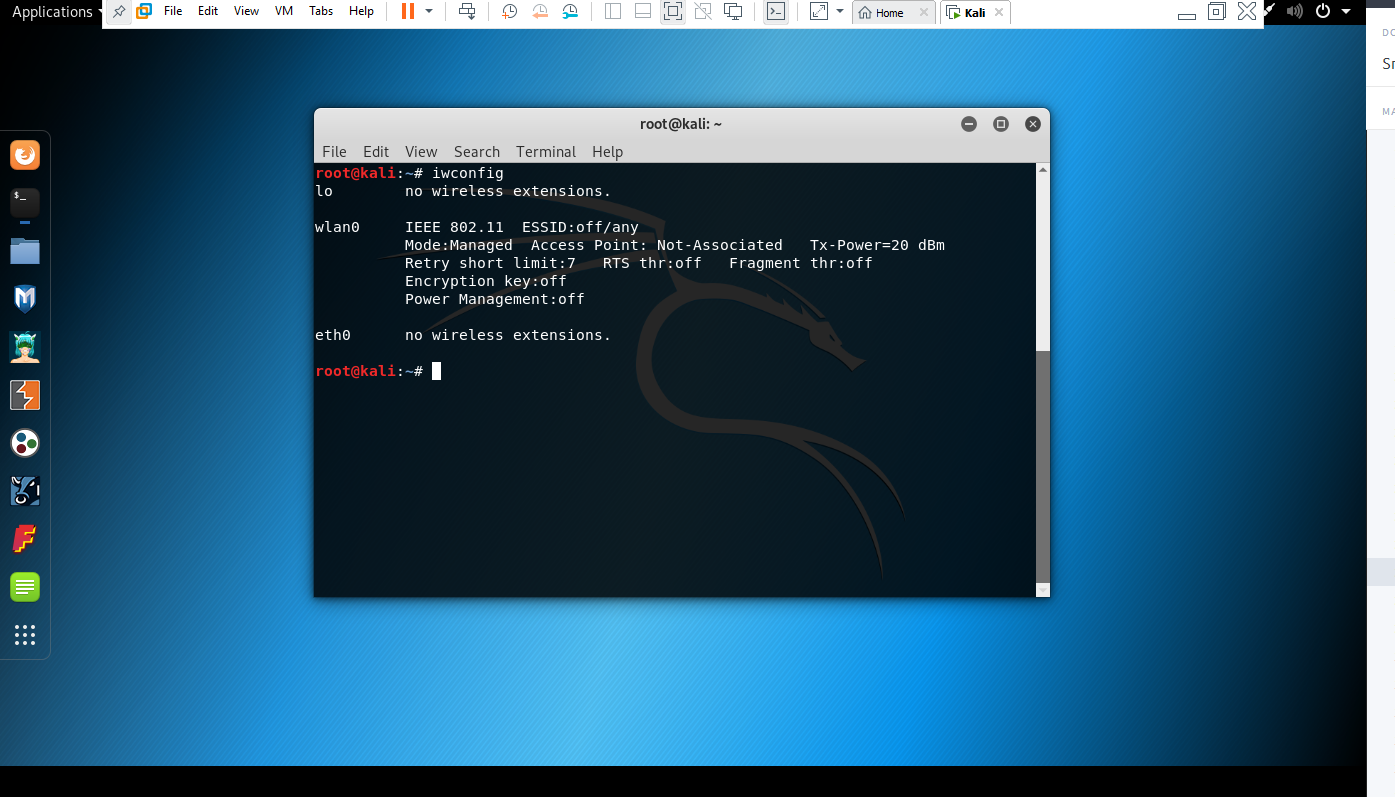 Applications
File Edit View VM Tabs Help
Home
Kali
root@kali: ~
File Edit View Search Terminal Help
root@kali:~# iwconfig
lo        no wireless extensions.
wlan0     IEEE 802.11  ESSID:off/any
          Mode:Managed  Access Point: Not-Associated   Tx-Power=20 dBm
          Retry short limit:7   RTS thr:off   Fragment thr:off
          Encryption key:off
          Power Management:off
eth0      no wireless extensions.
root@kali:~#